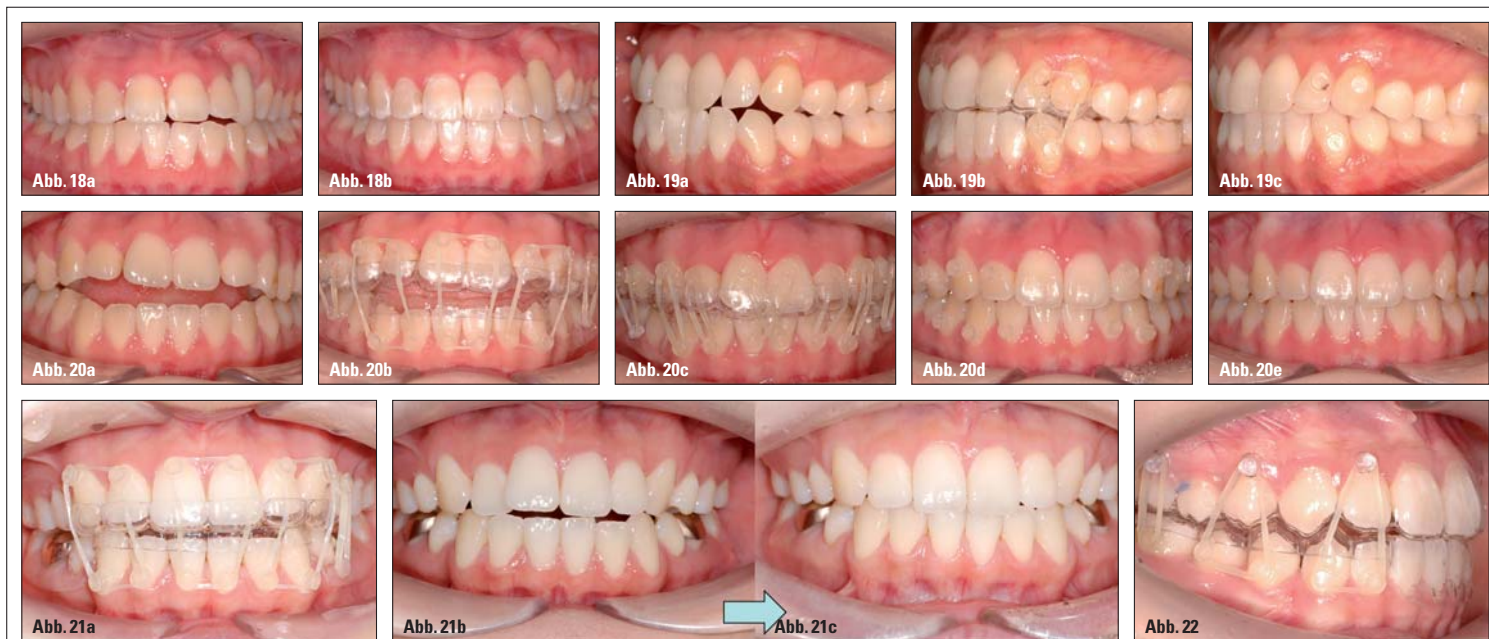 Abb. 18a
Abb. 18b
Abb. 19a
Abb. 19b
Abb. 19c
Abb. 20a
Abb. 20b
Abb. 20c
Abb. 20d
Abb. 20e
Abb. 21a
Abb. 21b
Abb. 21c
Abb. 22